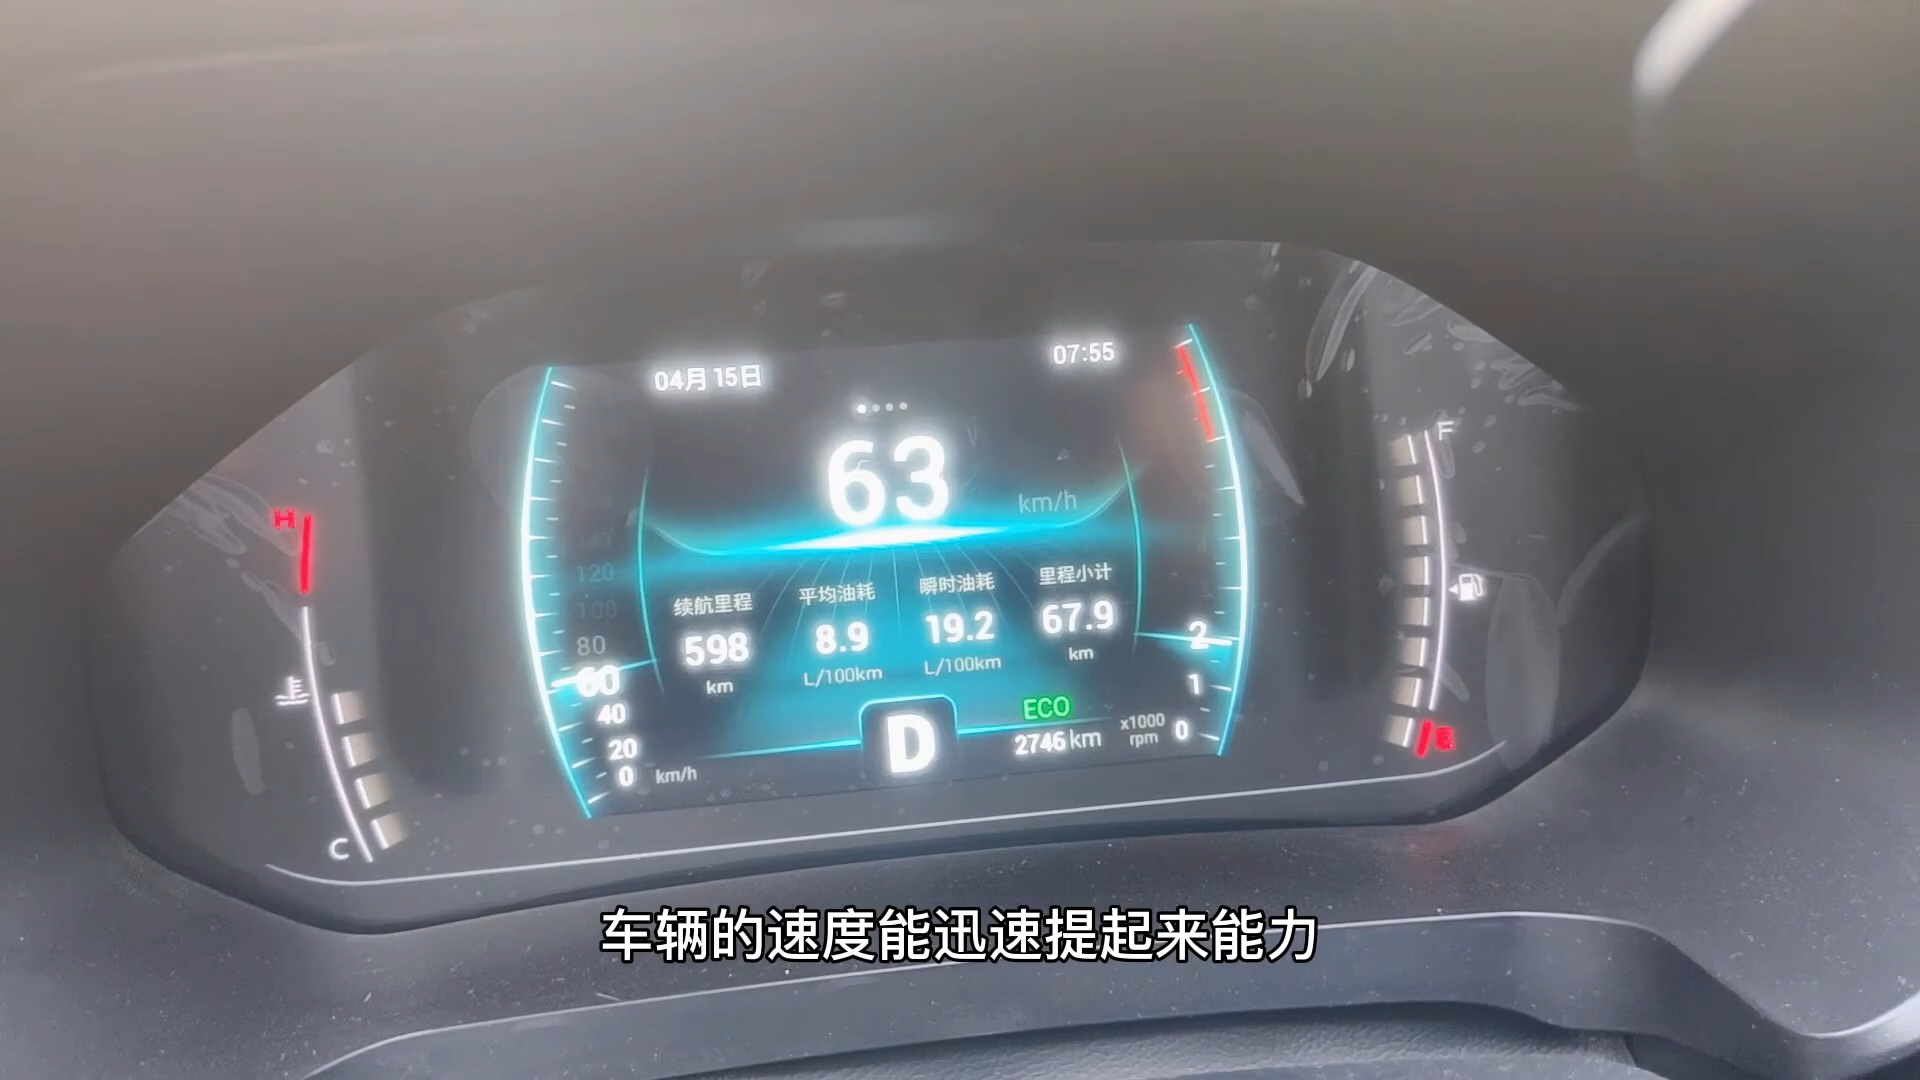 04月15日
07:55
63
km/h
续航里程
平均油耗
瞬时油耗
里程小计
598
8.9
19.2
67.9
km
L/100km
L/100km
km
120
100
80
60
40
20
0
km/h
D
ECO
2746km
x1000
rpm
2
1
0
H
C
F
E
车辆的速度能迅速提起来能力